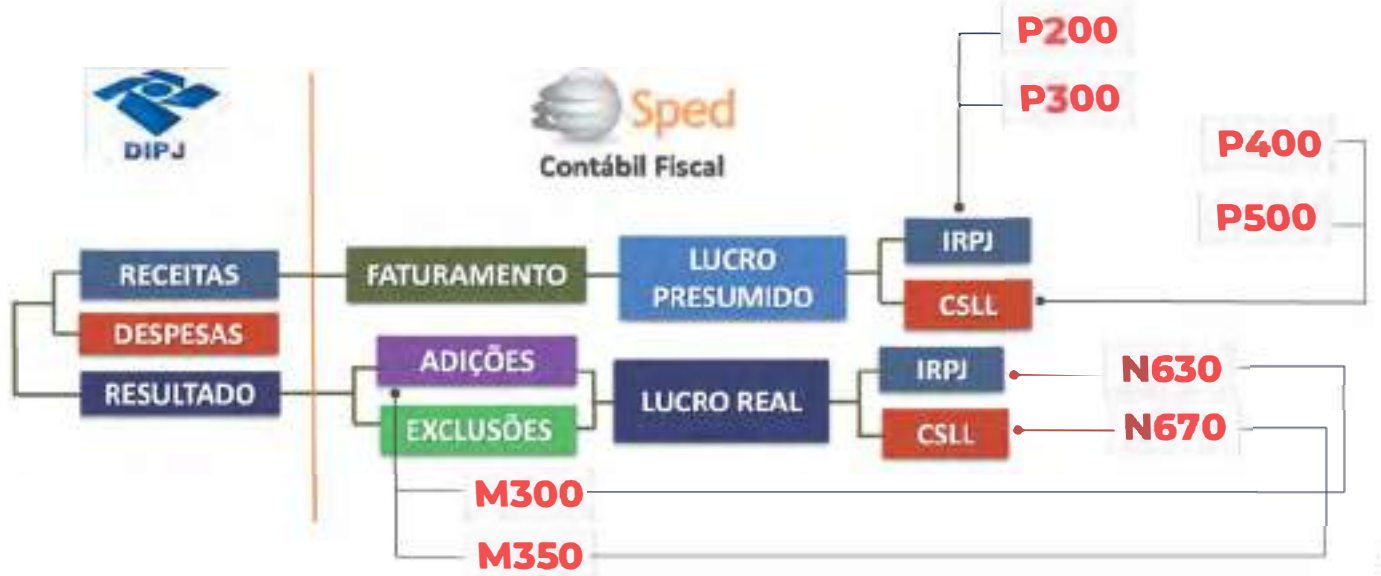 P200
P300
DIPJ
Sped
Contábil Fiscal
P400
P500
RECEITAS
FATURAMENTO
LUCRO
PRESUMIDO
IRPJ
CSLL
DESPESAS
RESULTADO
ADIÇÕES
EXCLUSÕES
LUCRO REAL
IRPJ
CSLL
N630
N670
M300
M350